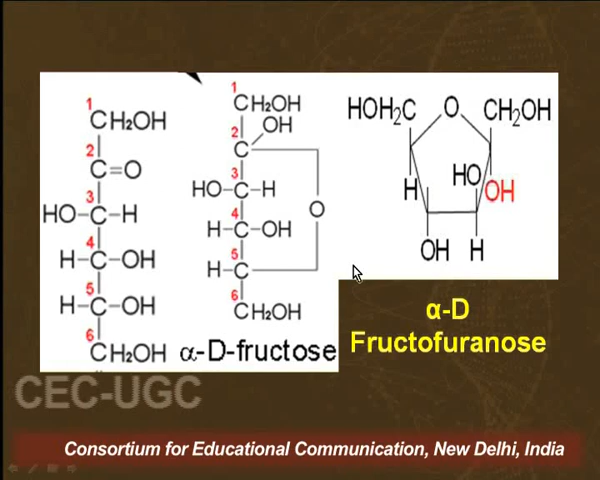 1
CH₂OH
2
C=O
3
HO-C-H
4
H-C-OH
5
H-C-OH
6
CH₂OH
1
CH₂OH
2
OH
C
3
HO-C-H
4
H-C-OH
O
5
H-C
6
CH₂OH
α-D-fructose
HOH₂C O CH₂OH
H HO OH
OH H
α-D
Fructofuranose
CEC-UGC
Consortium for Educational Communication, New Delhi, India